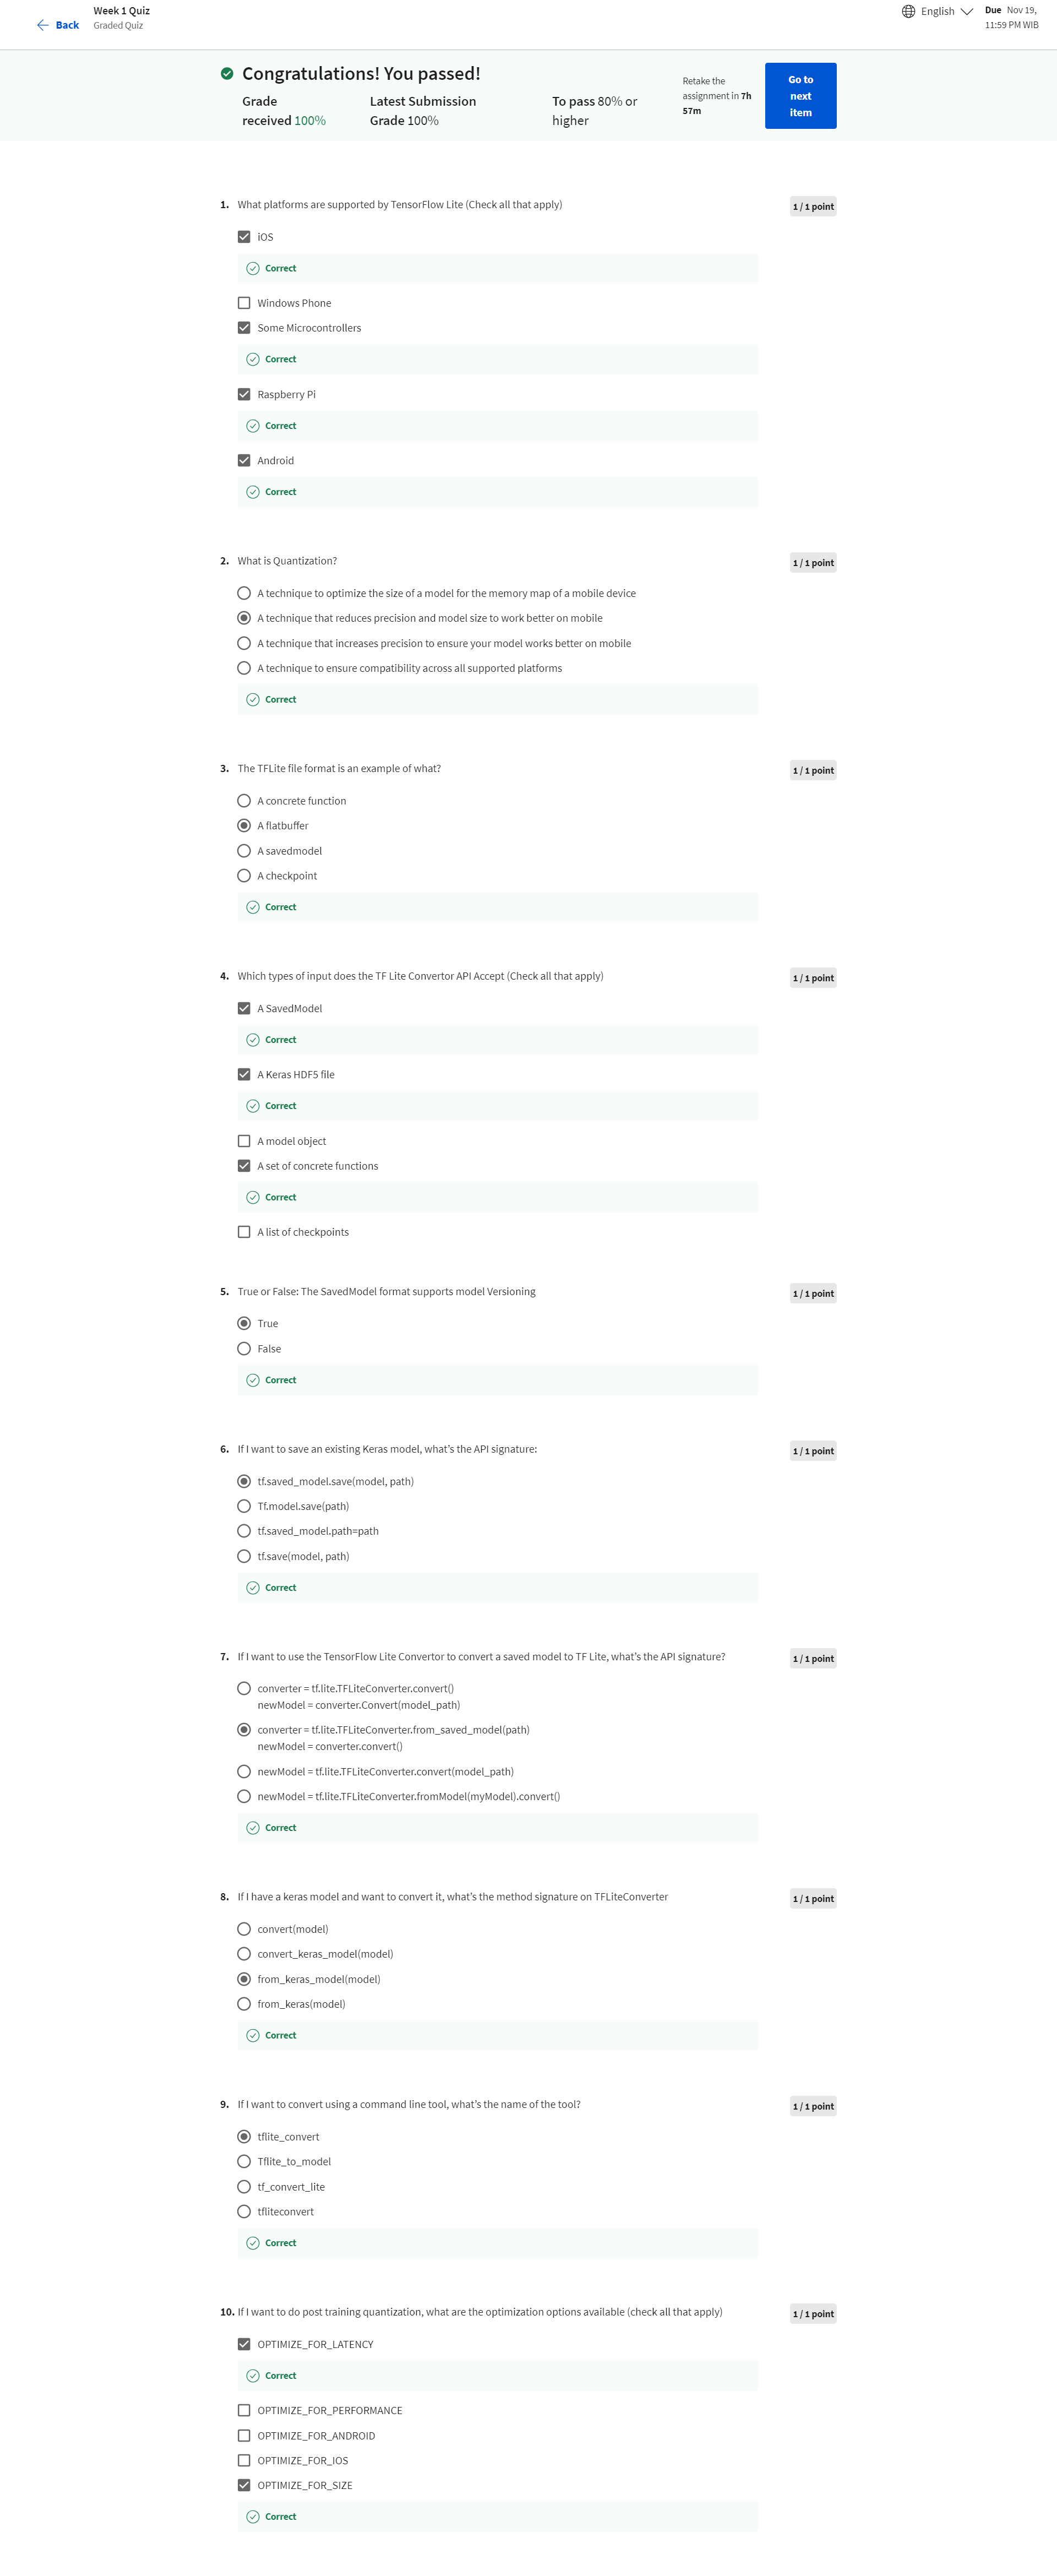 Back
Week 1 Quiz
Graded Quiz
English
Due Nov 19,
11:59 PM WIB
Congratulations! You passed!
Grade
received 100%
Latest Submission
Grade 100%
To pass 80% or
higher
Retake the
assignment in 7h
57m
Go to
next
item
1. What platforms are supported by TensorFlow Lite (Check all that apply)
1 / 1 point
iOS
Correct
Windows Phone
Some Microcontrollers
Correct
Raspberry Pi
Correct
Android
Correct
2. What is Quantization?
1 / 1 point
A technique to optimize the size of a model for the memory map of a mobile device
A technique that reduces precision and model size to work better on mobile
A technique that increases precision to ensure your model works better on mobile
A technique to ensure compatibility across all supported platforms
Correct
3. The TFLite file format is an example of what?
1 / 1 point
A concrete function
A flatbuffer
A savedmodel
A checkpoint
Correct
4. Which types of input does the TF Lite Convertor API Accept (Check all that apply)
1 / 1 point
A SavedModel
Correct
A Keras HDF5 file
Correct
A model object
A set of concrete functions
Correct
A list of checkpoints
5. True or False: The SavedModel format supports model Versioning
1 / 1 point
True
False
Correct
6. If I want to save an existing Keras model, what's the API signature:
1 / 1 point
tf.saved_model.save(model, path)
Tf.model.save(path)
tf.saved_model.path=path
tf.save(model, path)
Correct
7. If I want to use the TensorFlow Lite Convertor to convert a saved model to TF Lite, what's the API signature?
1 / 1 point
converter = tf.lite.TFLiteConverter.convert()
newModel = converter.Convert(model_path)
converter = tf.lite.TFLiteConverter.from_saved_model(path)
newModel = converter.convert()
newModel = tf.lite.TFLiteConverter.convert(model_path)
newModel = tf.lite.TFLiteConverter.fromModel(myModel).convert()
Correct
8. If I have a keras model and want to convert it, what's the method signature on TFLiteConverter
1 / 1 point
convert(model)
convert_keras_model(model)
from_keras_model(model)
from_keras(model)
Correct
9. If I want to convert using a command line tool, what's the name of the tool?
1 / 1 point
tflite_convert
Tflite_to_model
tf_convert_lite
tfliteconvert
Correct
10. If I want to do post training quantization, what are the optimization options available (check all that apply)
1 / 1 point
OPTIMIZE_FOR_LATENCY
Correct
OPTIMIZE_FOR_PERFORMANCE
OPTIMIZE_FOR_ANDROID
OPTIMIZE_FOR_IOS
OPTIMIZE_FOR_SIZE
Correct